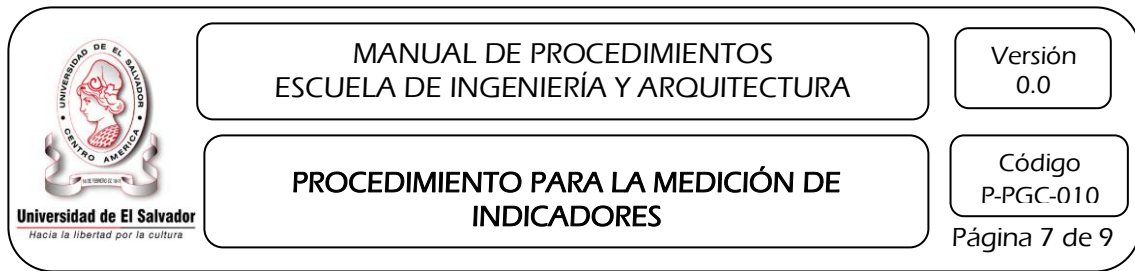 UNIVERSIDAD DE EL SALVADOR
CENTRO AMERICA
Universidad de El Salvador
Hacia la libertad por la cultura
MANUAL DE PROCEDIMIENTOS
ESCUELA DE INGENIERÍA Y ARQUITECTURA
Versión
0.0
PROCEDIMIENTO PARA LA MEDICIÓN DE
INDICADORES
Código
P-PGC-010
Página 7 de 9